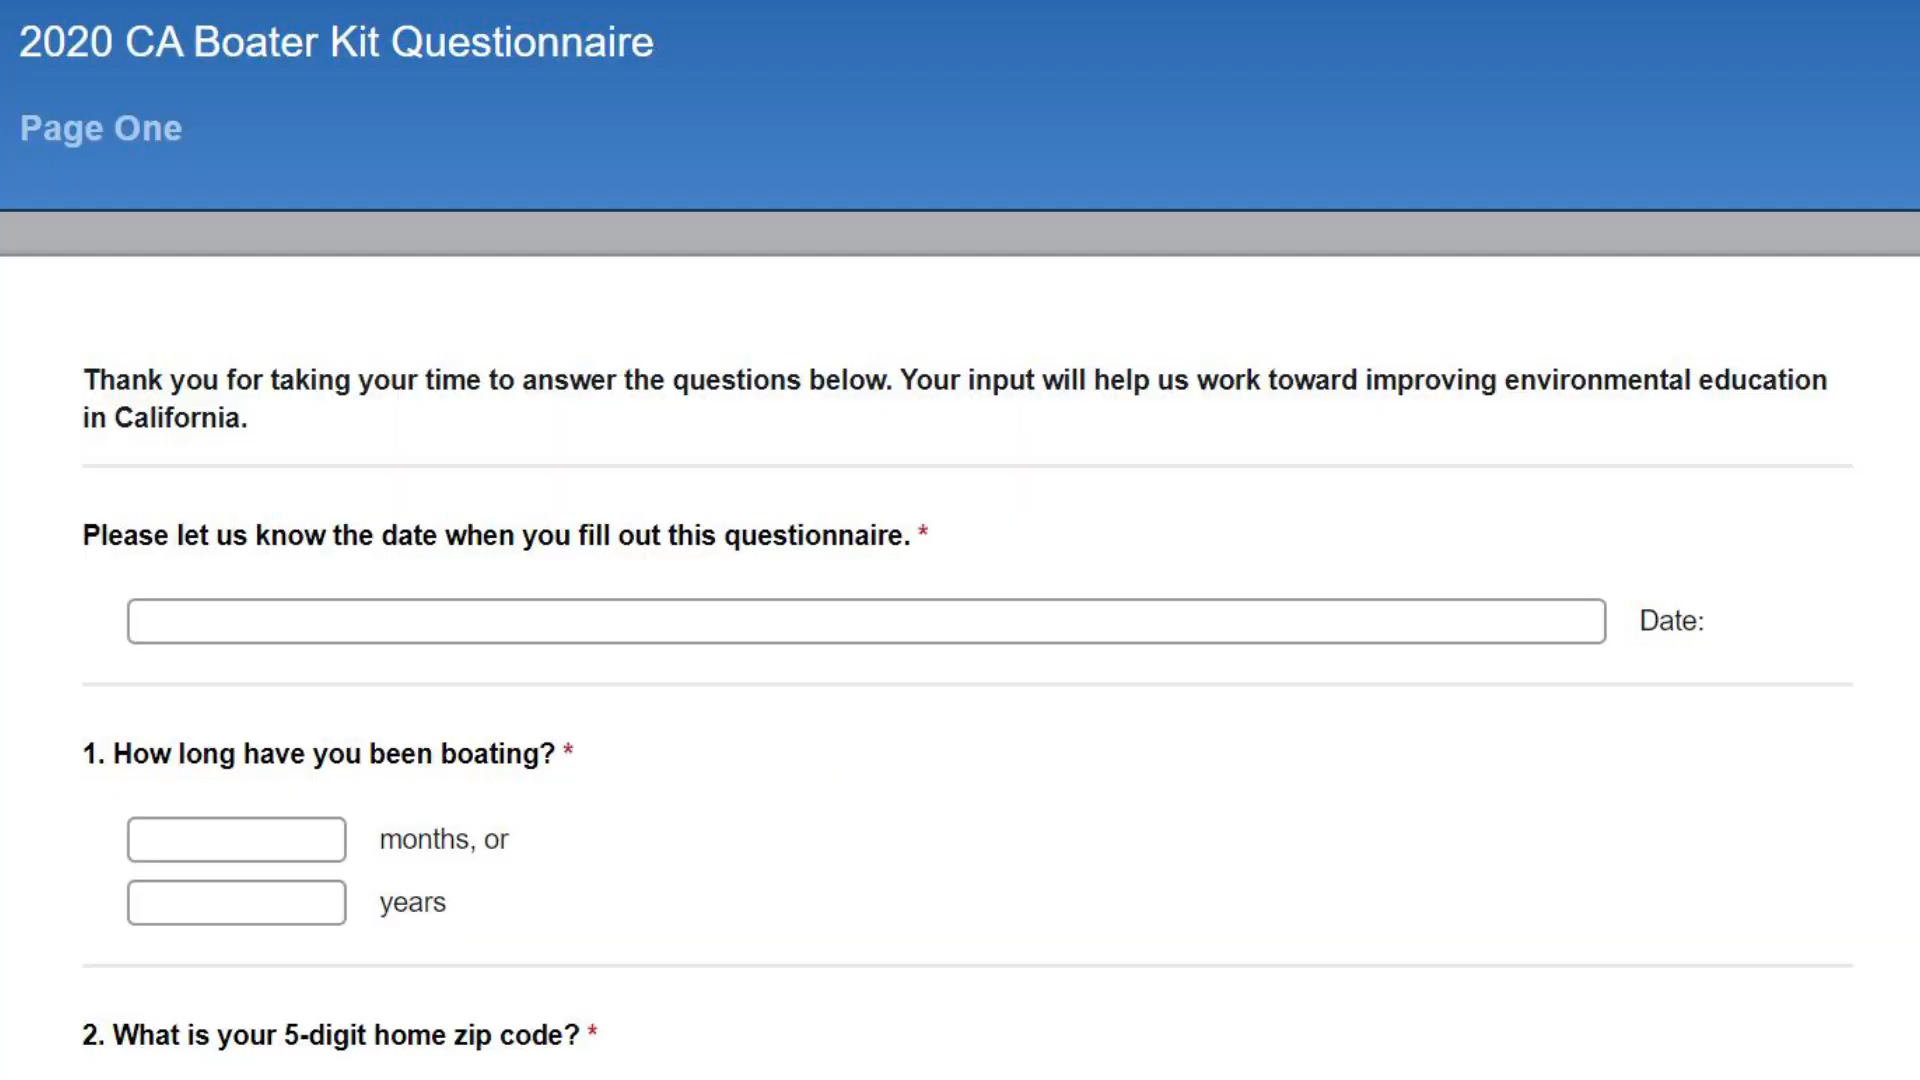 2020 CA Boater Kit Questionnaire
Page One
Thank you for taking your time to answer the questions below. Your input will help us work toward improving environmental education
in California.
Please let us know the date when you fill out this questionnaire. *
Date:
1. How long have you been boating? *
months, or
years
2. What is your 5-digit home zip code? *